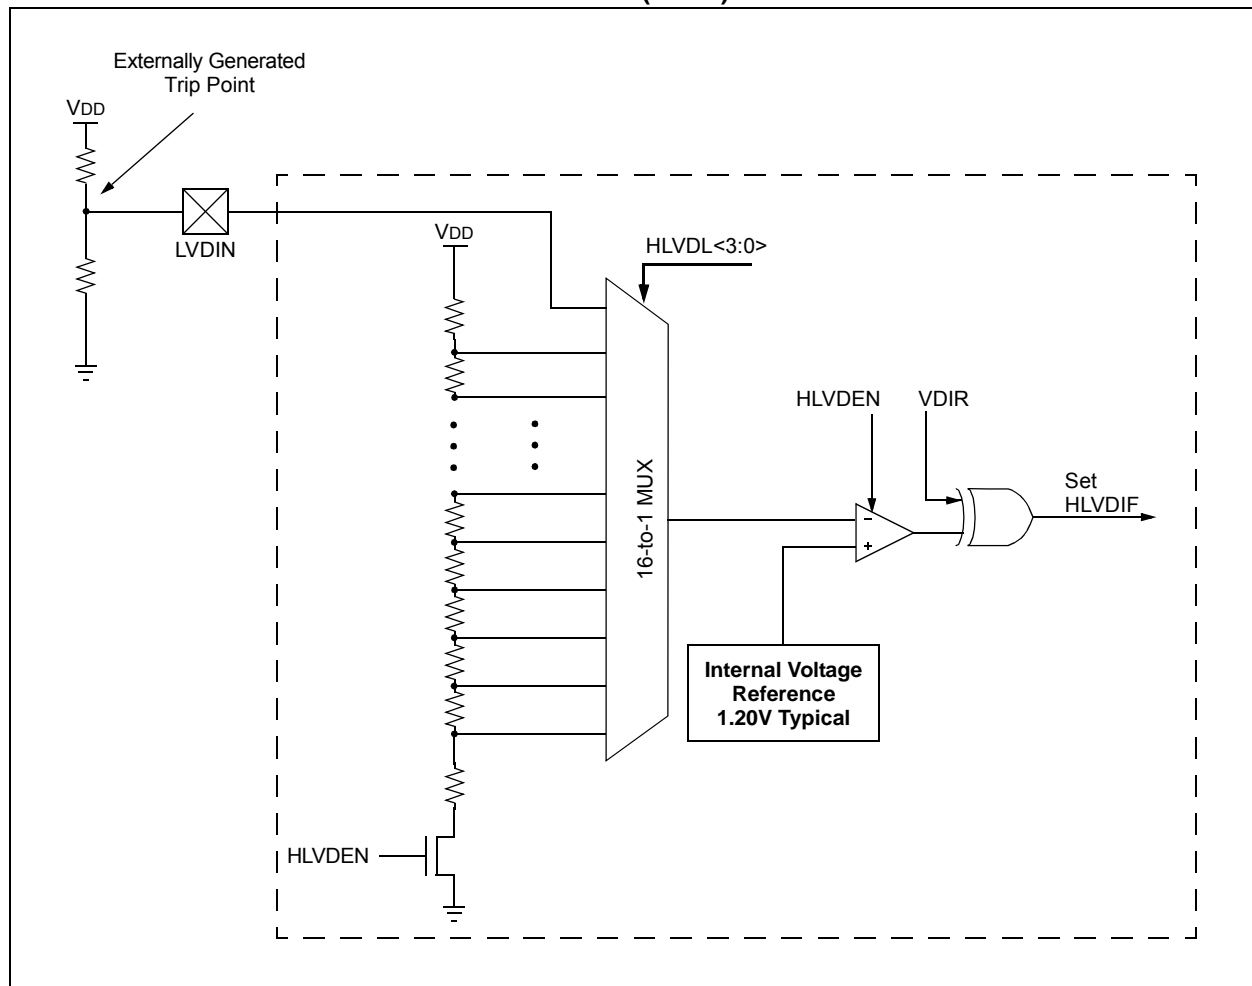 Externally Generated
Trip Point
VDD
LVDIN
VDD
HLVDL<3:0>
16-to-1 MUX
HLVDEN
VDIR
Set
HLVDIF
-
+
Internal Voltage
Reference
1.20V Typical
HLVDEN